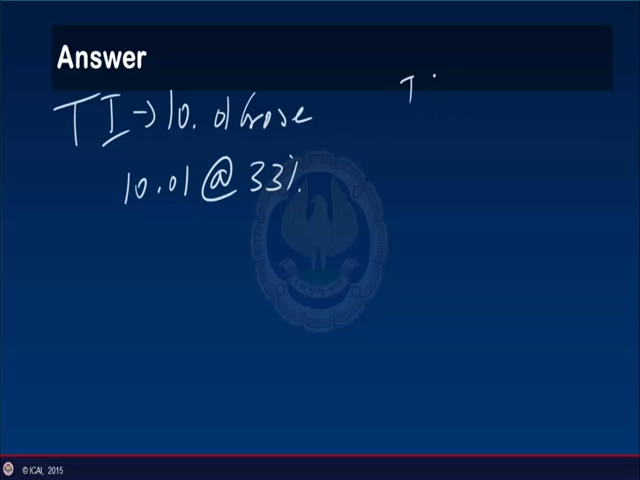 Answer
TI → 10.01 crore
T
10.01 @ 33%.
© ICAI, 2015